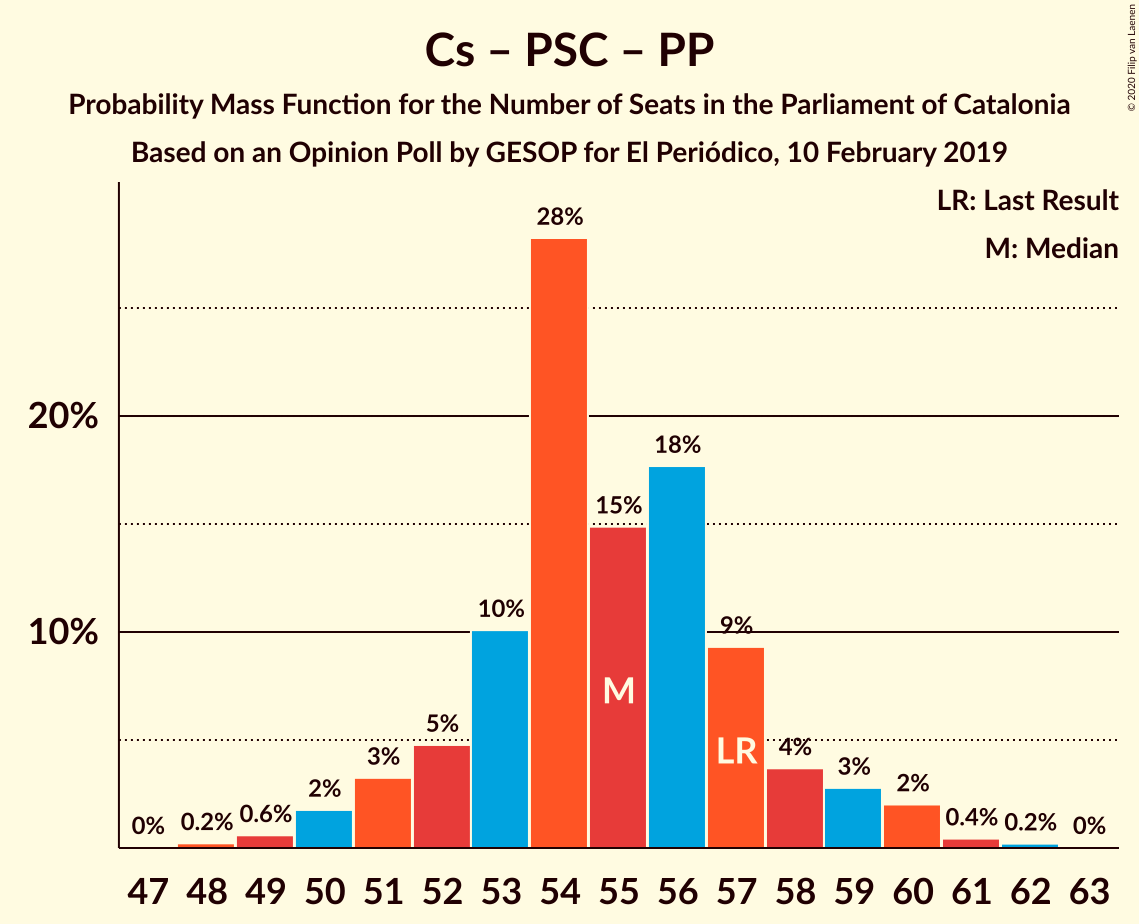 Cs – PSC – PP
Probability Mass Function for the Number of Seats in the Parliament of Catalonia
Based on an Opinion Poll by GESOP for El Periódico, 10 February 2019
© 2020 Filip van Laenen
LR: Last Result
M: Median
20%
10%
0%
0.2%
0.6%
2%
3%
5%
10%
28%
15%
18%
9%
4%
3%
2%
0.4%
0.2%
0%
M
LR
47 48 49 50 51 52 53 54 55 56 57 58 59 60 61 62 63